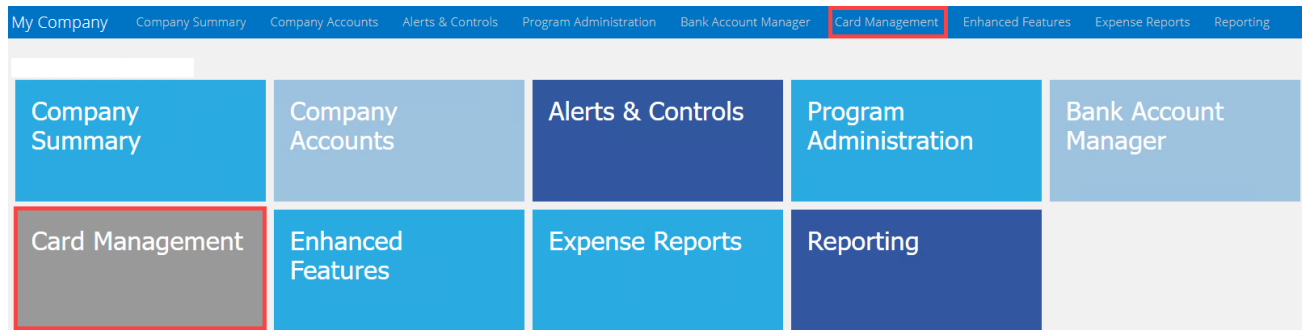 My Company Company Summary Company Accounts Alerts & Controls Program Administration Bank Account Manager Card Management Enhanced Features Expense Reports Reporting
Company Company Alerts & Controls Program Bank Account
Summary Accounts Administration Manager
Card Management Enhanced Expense Reports Reporting
Features